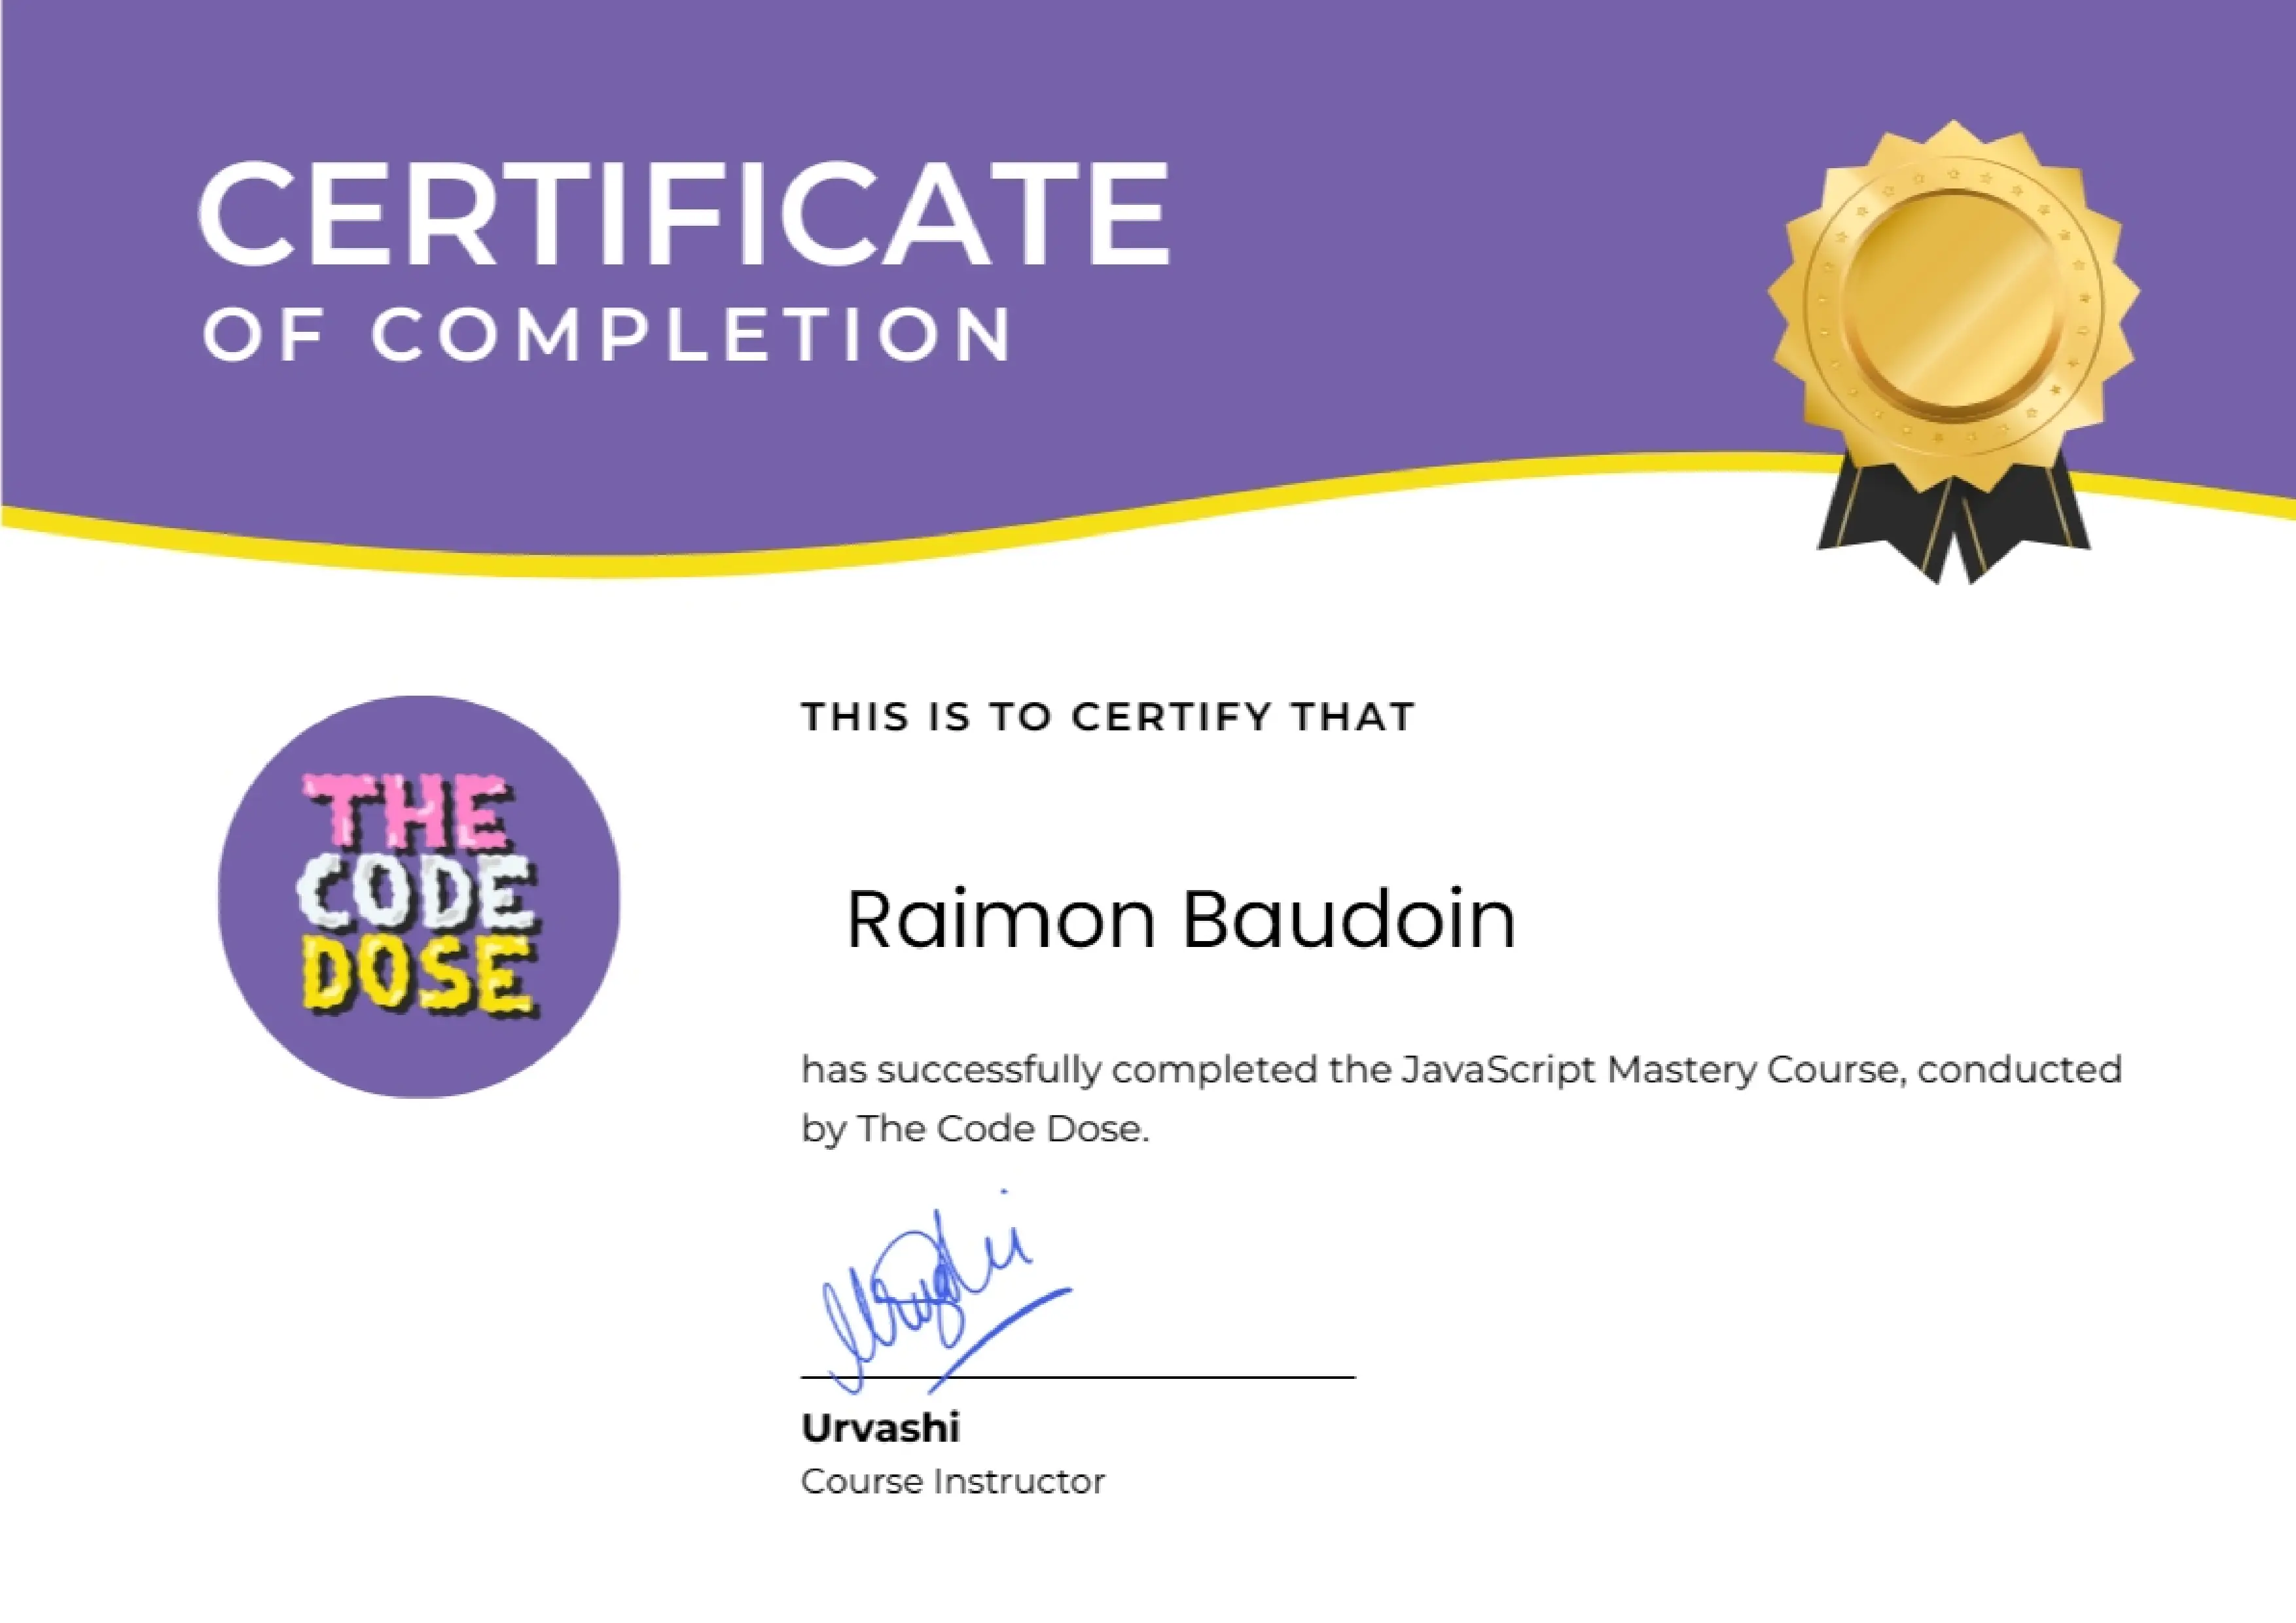 CERTIFICATE
OF COMPLETION
THIS IS TO CERTIFY THAT
THE
CODE
DOSE
Raimon Baudoin
has successfully completed the JavaScript Mastery Course, conducted
by The Code Dose.
Urvashi
Course Instructor